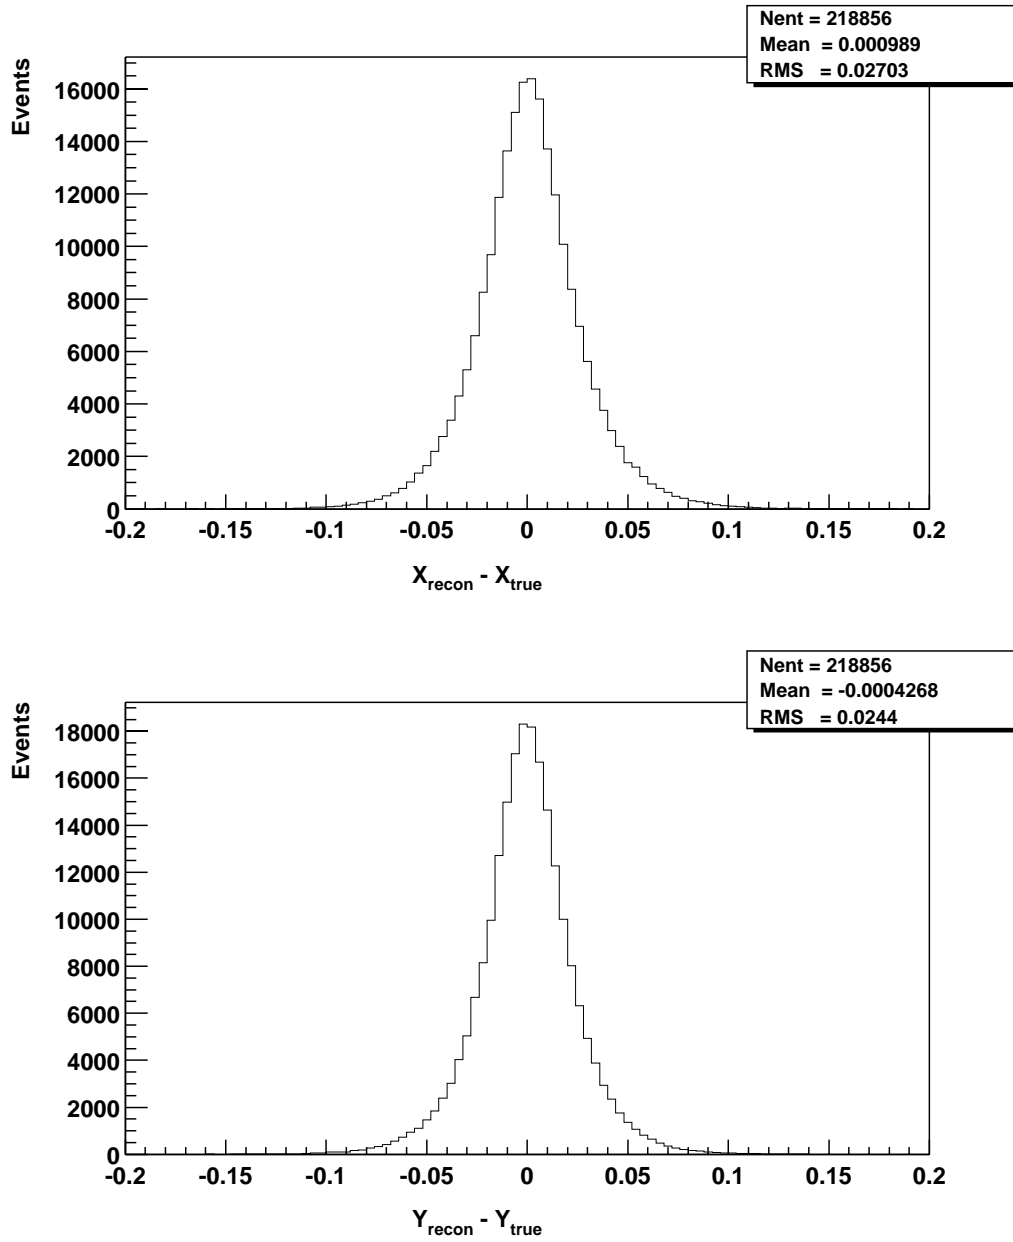 Nent = 218856
Mean = 0.000989
RMS = 0.02703
Events
16000
14000
12000
10000
8000
6000
4000
2000
0
-0.2 -0.15 -0.1 -0.05 0 0.05 0.1 0.15 0.2
Xrecon - Xtrue
Nent = 218856
Mean = -0.0004268
RMS = 0.0244
Events
18000
16000
14000
12000
10000
8000
6000
4000
2000
0
-0.2 -0.15 -0.1 -0.05 0 0.05 0.1 0.15 0.2
Yrecon - Ytrue